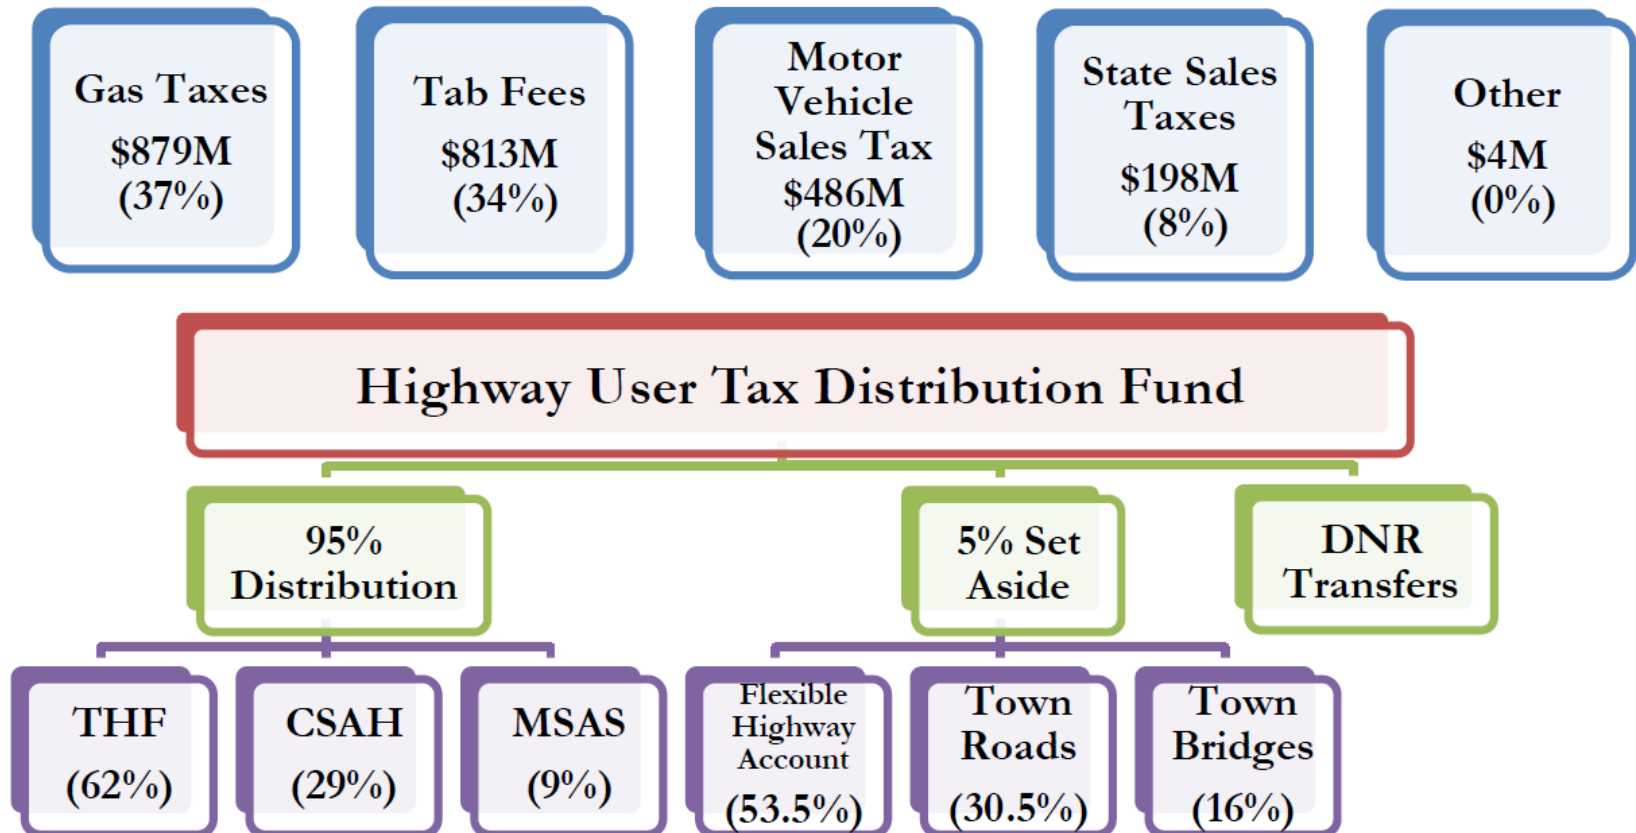 Gas Taxes
$879M
(37%)
Tab Fees
$813M
(34%)
Motor
Vehicle
Sales Tax
$486M
(20%)
State Sales
Taxes
$198M
(8%)
Other
$4M
(0%)
Highway User Tax Distribution Fund
95%
Distribution
5% Set
Aside
DNR
Transfers
THF
(62%)
CSAH
(29%)
MSAS
(9%)
Flexible
Highway
Account
(53.5%)
Town
Roads
(30.5%)
Town
Bridges
(16%)